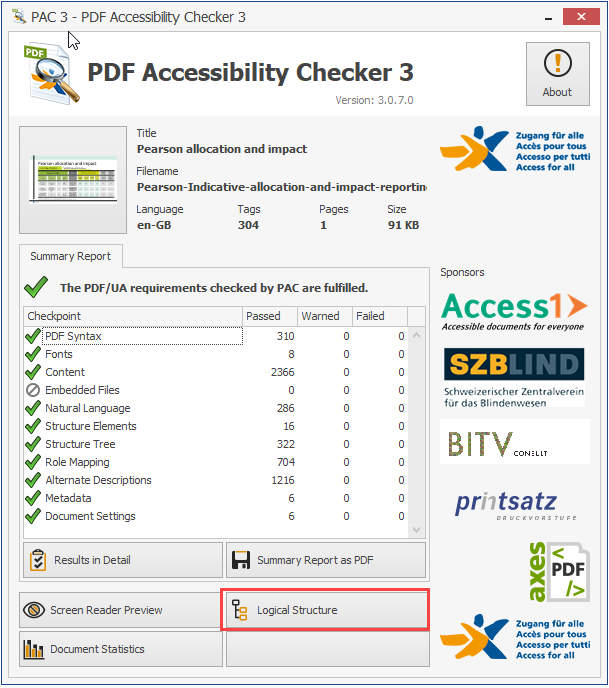 PAC 3 - PDF Accessibility Checker 3
PDF
PDF Accessibility Checker 3
Version: 3.0.7.0
About
Title
Pearson allocation and impact
Filename
Pearson-Indicative-allocation-and-impact-reporting
Language Tags Pages Size
en-GB 304 1 91 KB
Zugang für alle
Accès pour tous
Accesso per tutti
Access for all
Pearson allocation and impact
Summary Report
The PDF/UA requirements checked by PAC are fulfilled.
Checkpoint Passed Warned Failed
PDF Syntax 310 0 0
Fonts 8 0 0
Content 2366 0 0
Embedded Files 0 0 0
Natural Language 286 0 0
Structure Elements 16 0 0
Structure Tree 322 0 0
Role Mapping 704 0 0
Alternate Descriptions 1216 0 0
Metadata 6 0 0
Document Settings 6 0 0
Results in Detail
Summary Report as PDF
Screen Reader Preview
Logical Structure
Document Statistics
Sponsors
Access1
Accessible documents for everyone
SZBLIND
Schweizerischer Zentralverein
für das Blindenwesen
BITV CONSULT
printsatz
DRUCKVORSTUFE
axes
<PDF/>
Zugang für alle
Accès pour tous
Accesso per tutti
Access for all